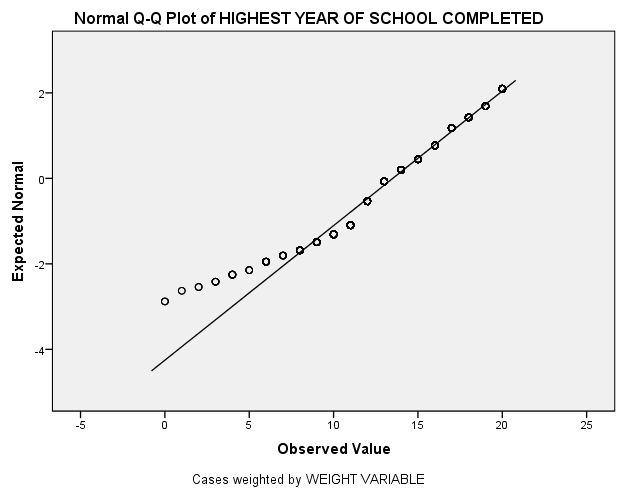 Normal Q-Q Plot of HIGHEST YEAR OF SCHOOL COMPLETED
Expected Normal
2
0
-2
-4
-5
0
5
10
15
20
25
Observed Value
Cases weighted by WEIGHT VARIABLE